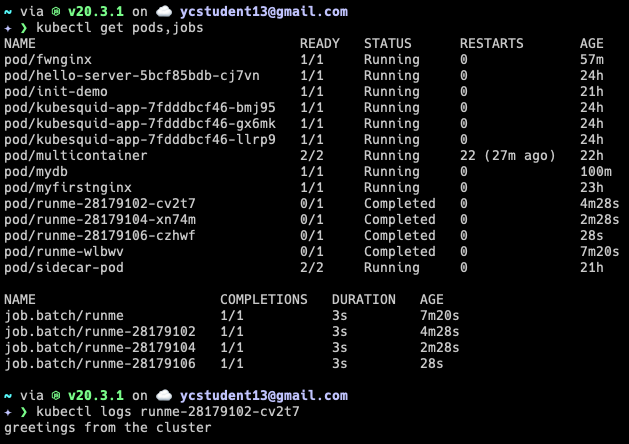 ~ via ⬢ v20.3.1 on ☁️ ycstudent13@gmail.com
✦ ❯ kubectl get pods,jobs
NAME READY STATUS RESTARTS AGE
pod/fwnginx 1/1 Running 0 57m
pod/hello-server-5bcf85bdb-cj7vn 1/1 Running 0 24h
pod/init-demo 1/1 Running 0 21h
pod/kubesquid-app-7fdddbcf46-bmj95 1/1 Running 0 24h
pod/kubesquid-app-7fdddbcf46-gx6mk 1/1 Running 0 24h
pod/kubesquid-app-7fdddbcf46-llrp9 1/1 Running 0 24h
pod/multicontainer 2/2 Running 22 (27m ago) 22h
pod/mydb 1/1 Running 0 100m
pod/myfirstnginx 1/1 Running 0 23h
pod/runme-28179102-cv2t7 0/1 Completed 0 4m28s
pod/runme-28179104-xn74m 0/1 Completed 0 2m28s
pod/runme-28179106-czhwf 0/1 Completed 0 28s
pod/runme-wlbwv 0/1 Completed 0 7m20s
pod/sidecar-pod 2/2 Running 0 21h
NAME COMPLETIONS DURATION AGE
job.batch/runme 1/1 3s 7m20s
job.batch/runme-28179102 1/1 3s 4m28s
job.batch/runme-28179104 1/1 3s 2m28s
job.batch/runme-28179106 1/1 3s 28s
~ via ⬢ v20.3.1 on ☁️ ycstudent13@gmail.com
✦ ❯ kubectl logs runme-28179102-cv2t7
greetings from the cluster